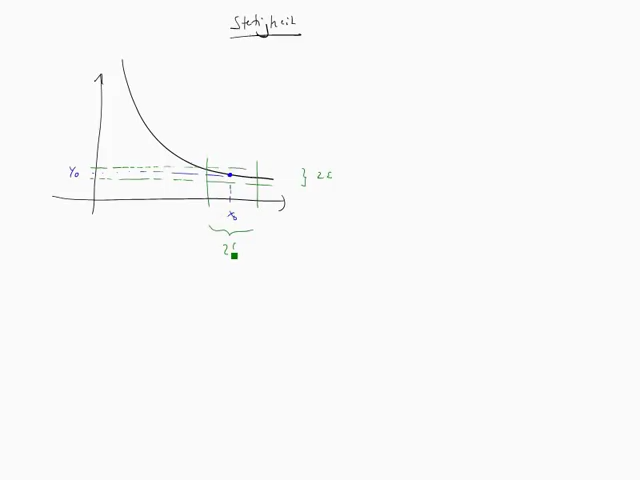 Stetigkeit
Y₀
} 2ε
x₀